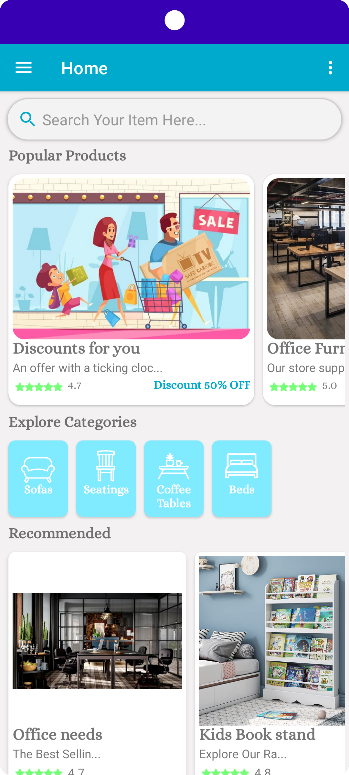 Home
Search Your Item Here...
Popular Products
SALE
TV
Discounts for you
An offer with a ticking cloc...
4.7
Discount 50% OFF
Office Furn
Our store supp
5.0
Explore Categories
Sofas
Seatings
Coffee
Tables
Beds
Recommended
Office needs
The Best Sellin...
4.7
Kids Book stand
Explore Our Ra...
4.8